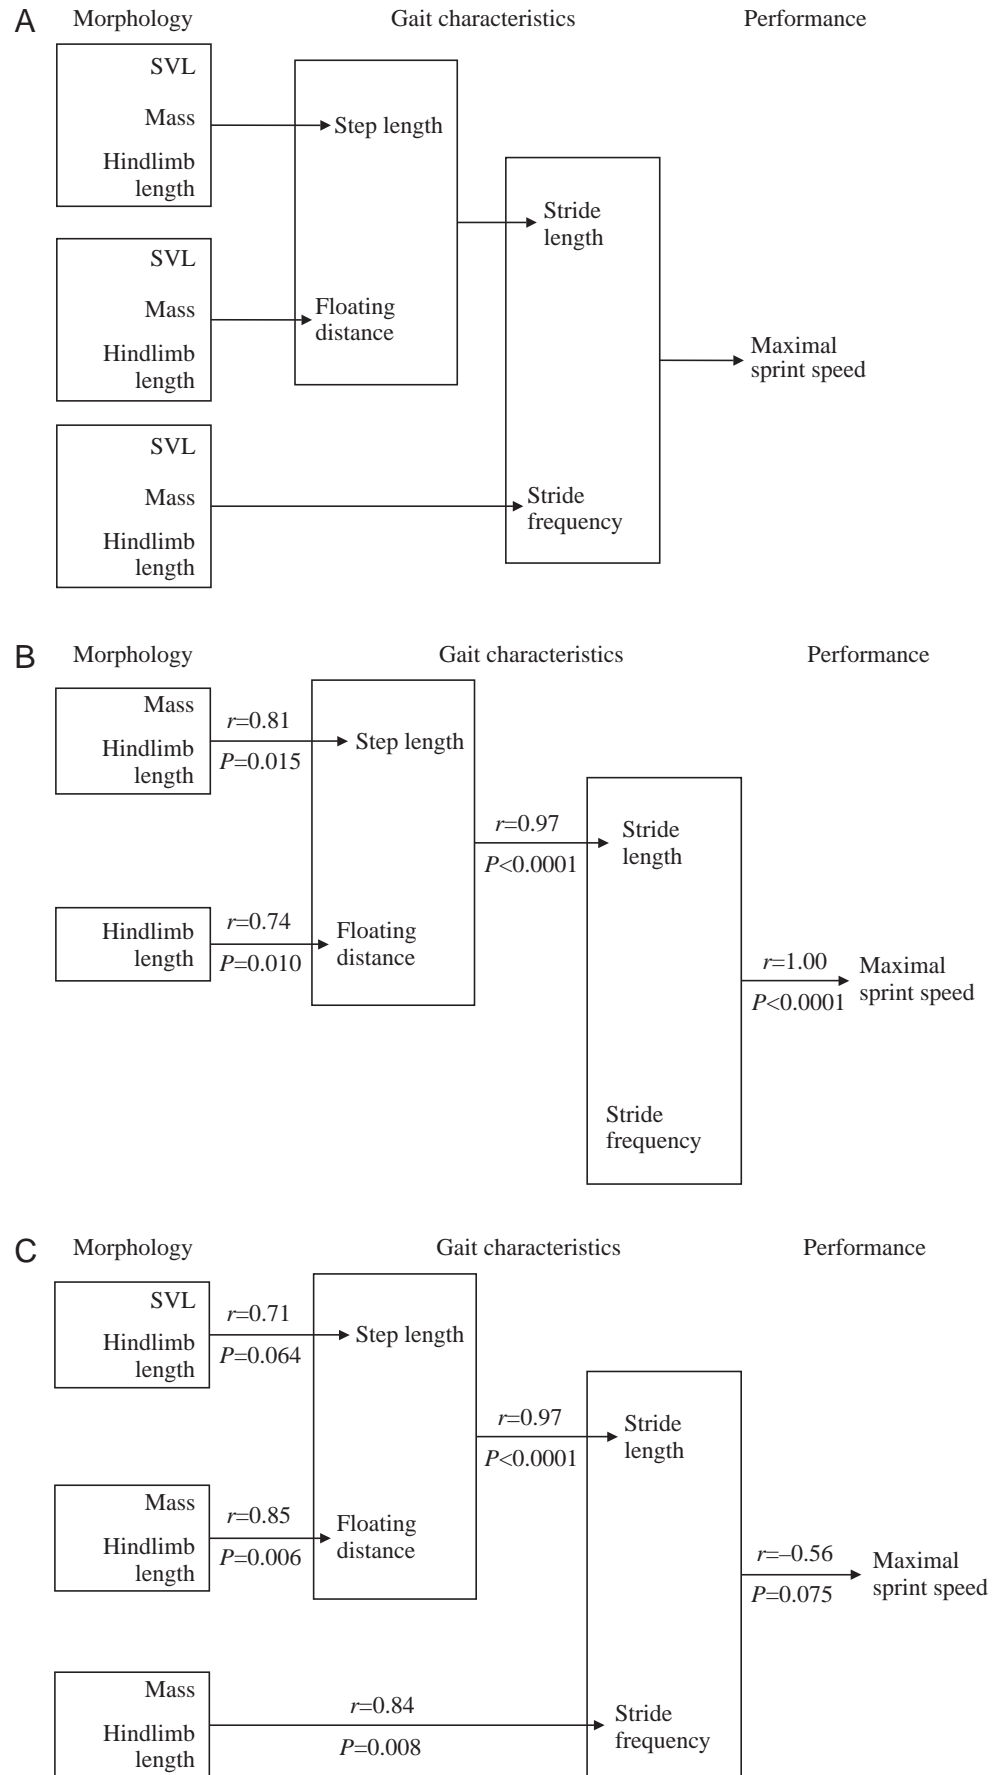 A
Morphology
Gait characteristics
Performance
SVL
Mass
Hindlimb
length
Step length
SVL
Mass
Hindlimb
length
Floating
distance
Stride
length
SVL
Mass
Hindlimb
length
Stride
frequency
Maximal
sprint speed
B
Morphology
Gait characteristics
Performance
Mass
Hindlimb
length
r=0.81
P=0.015
Step length
Hindlimb
length
r=0.74
P=0.010
Floating
distance
r=0.97
P<0.0001
Stride
length
Stride
frequency
r=1.00
P<0.0001
Maximal
sprint speed
C
Morphology
Gait characteristics
Performance
SVL
Hindlimb
length
r=0.71
P=0.064
Step length
Mass
Hindlimb
length
r=0.85
P=0.006
Floating
distance
r=0.97
P<0.0001
Stride
length
Mass
Hindlimb
length
r=0.84
P=0.008
Stride
frequency
r=–0.56
P=0.075
Maximal
sprint speed